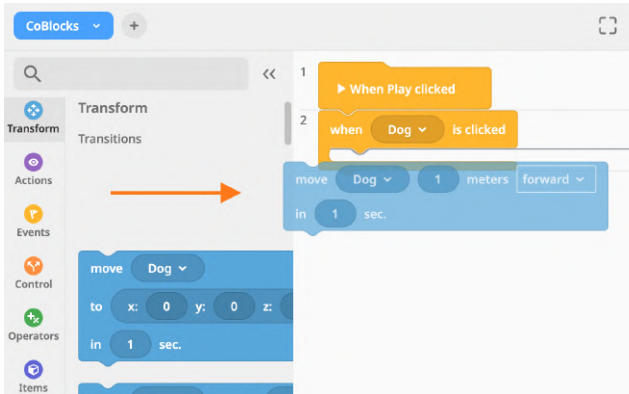 CoBlocks
+
Transform
Transform
Transitions
Actions
Events
Control
Operators
Items
move Dog
to x: 0 y: 0 z:
in 1 sec.
1
When Play clicked
2
when Dog is clicked
move Dog 1 meters forward
in 1 sec.